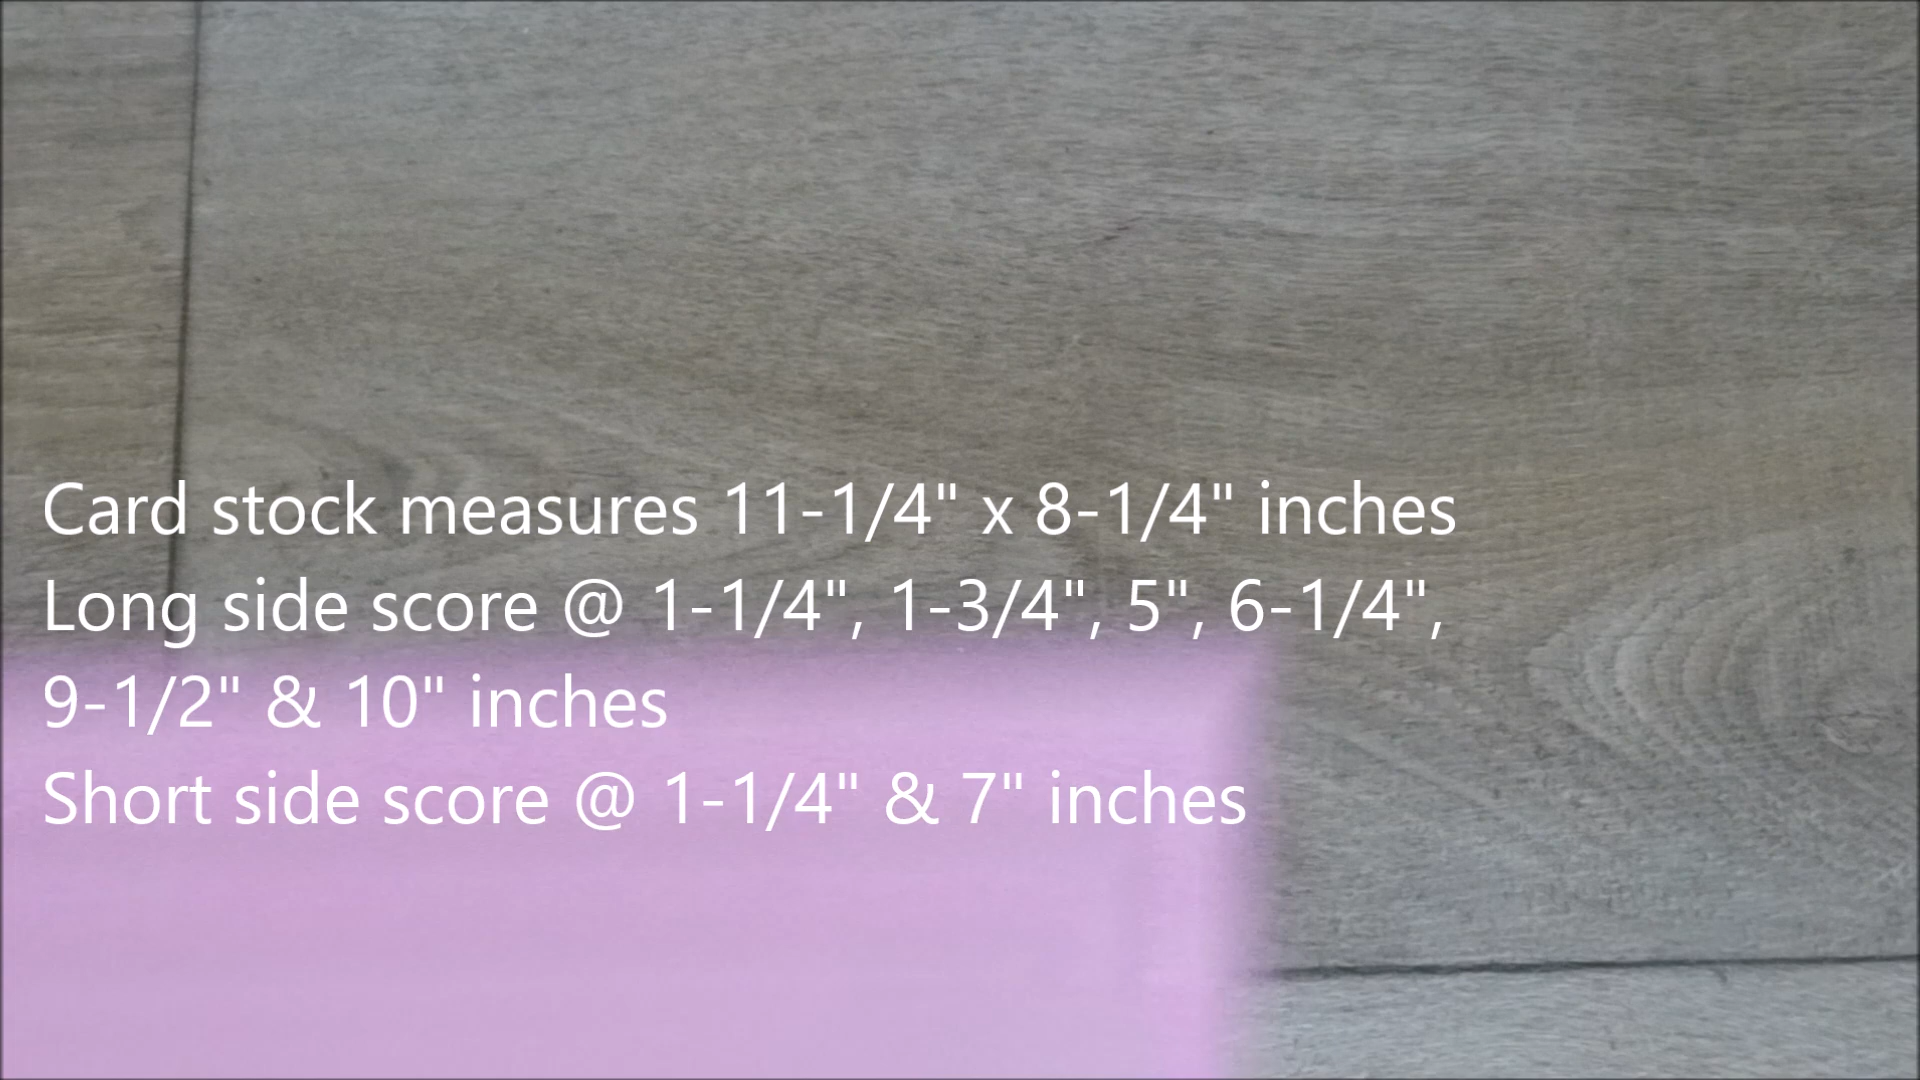 Card stock measures 11-1/4" x 8-1/4" inches
Long side score @ 1-1/4", 1-3/4", 5", 6-1/4",
9-1/2" & 10" inches
Short side score @ 1-1/4" & 7" inches